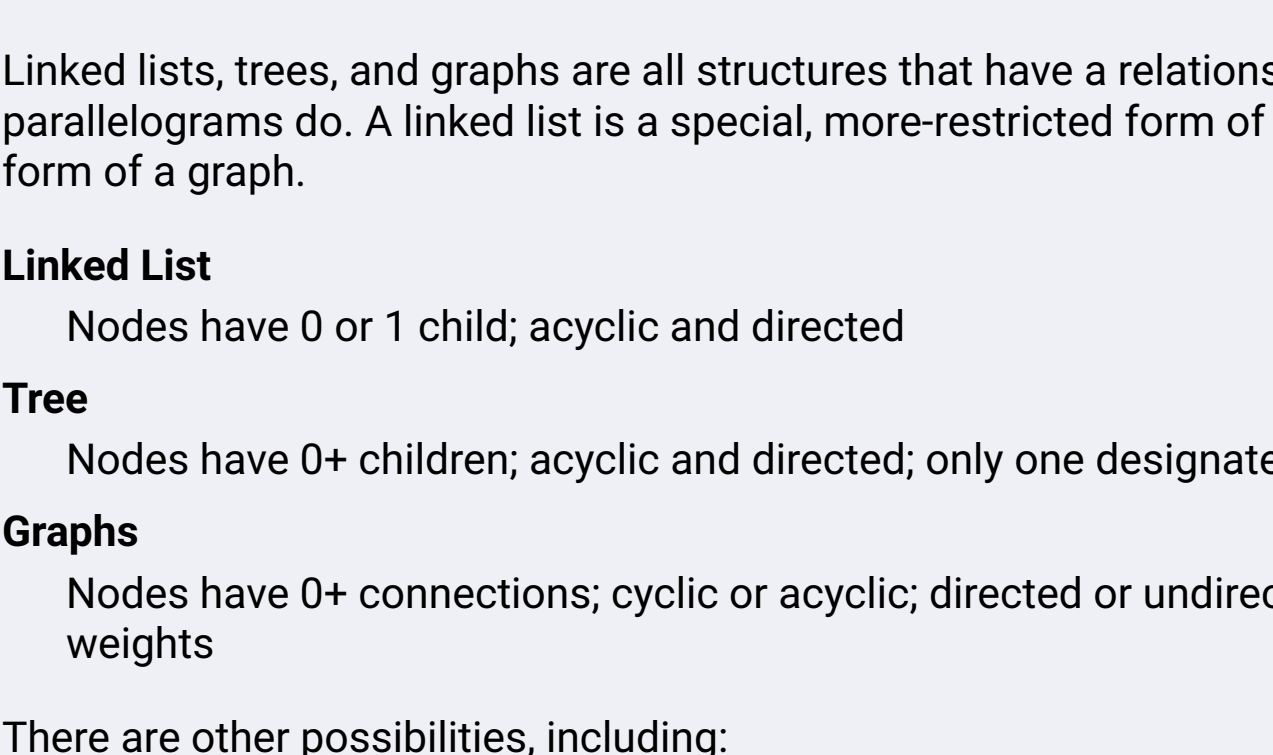 Linked lists, trees, and graphs are all structures that have a relations
parallelograms do. A linked list is a special, more-restricted form of
form of a graph.
Linked List
Nodes have 0 or 1 child; acyclic and directed
Tree
Nodes have 0+ children; acyclic and directed; only one designate
Graphs
Nodes have 0+ connections; cyclic or acyclic; directed or undirec
weights
There are other possibilities, including: